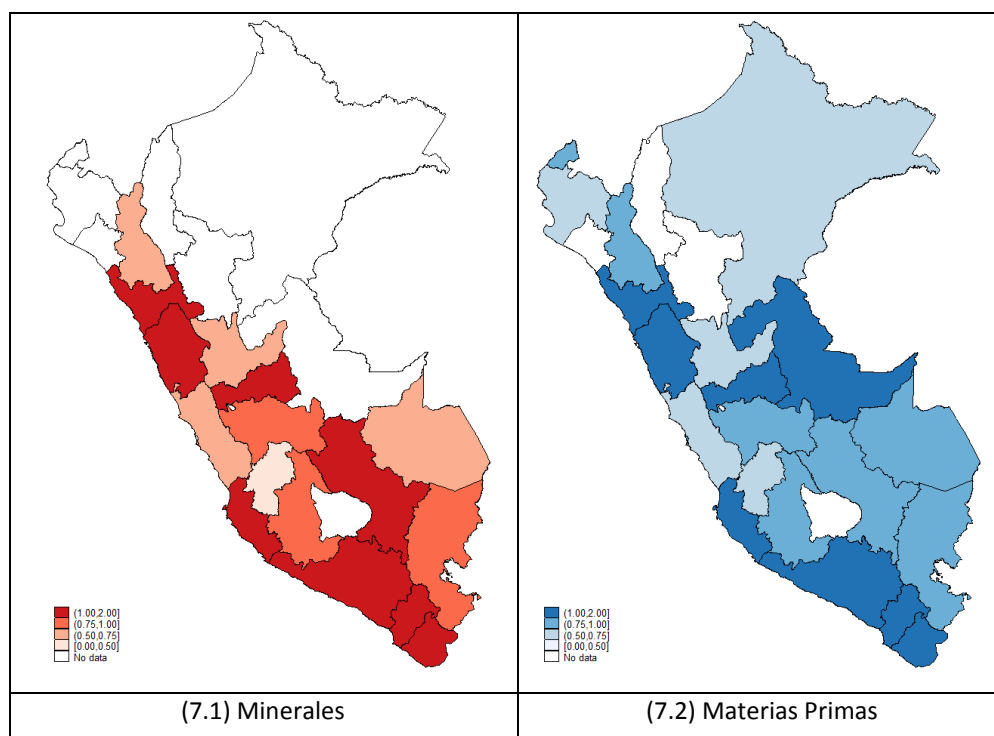 (1.00,2.00]
(0.75,1.00]
(0.50,0.75]
[0.00,0.50]
No data
(1.00,2.00]
(0.75,1.00]
(0.50,0.75]
[0.00,0.50]
No data
(7.1) Minerales
(7.2) Materias Primas